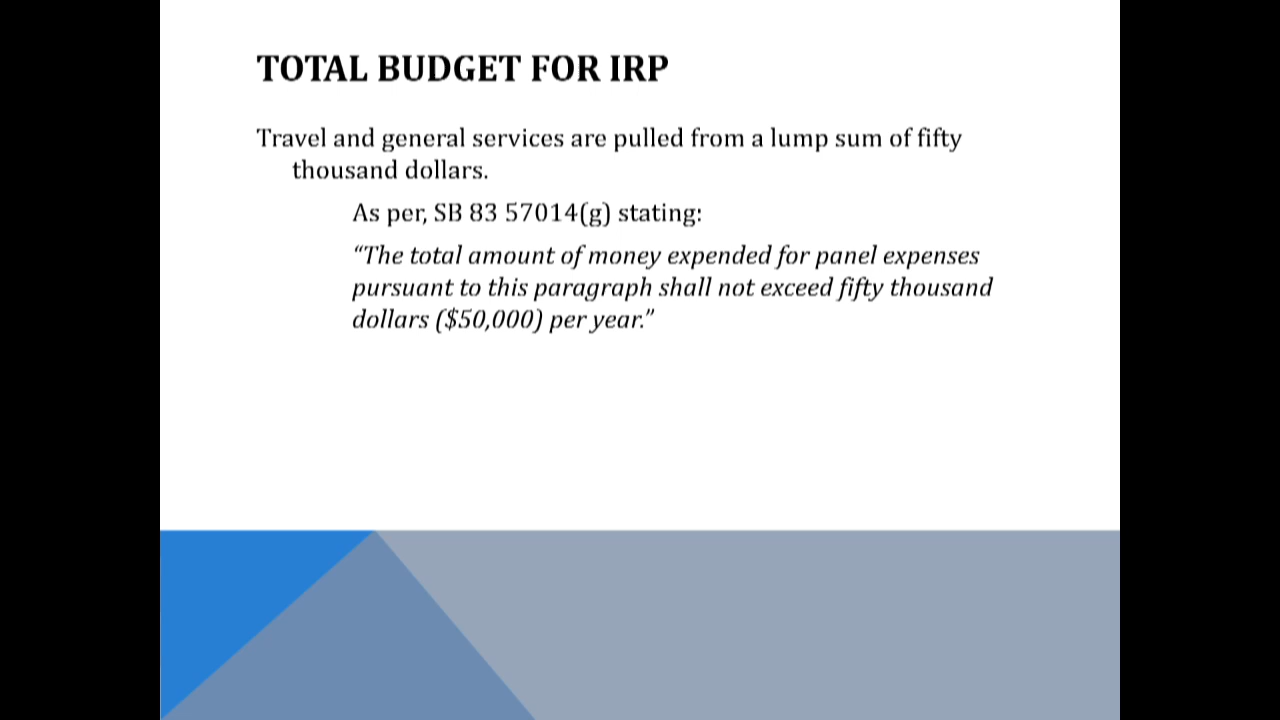 TOTAL BUDGET FOR IRP
Travel and general services are pulled from a lump sum of fifty
thousand dollars.
As per, SB 83 57014(g) stating:
“The total amount of money expended for panel expenses
pursuant to this paragraph shall not exceed fifty thousand
dollars ($50,000) per year.”